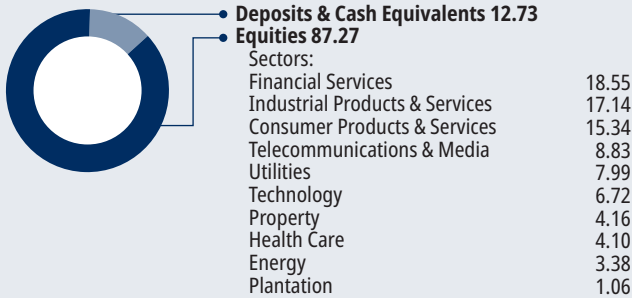 Deposits & Cash Equivalents 12.73
Equities 87.27
Sectors:
Financial Services 18.55
Industrial Products & Services 17.14
Consumer Products & Services 15.34
Telecommunications & Media 8.83
Utilities 7.99
Technology 6.72
Property 4.16
Health Care 4.10
Energy 3.38
Plantation 1.06